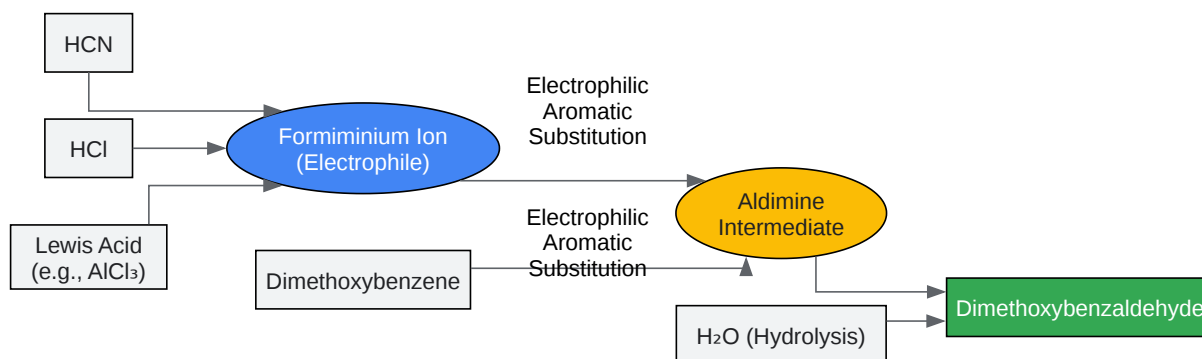 HCN
HCl
Lewis Acid
(e.g., AlCl₃)
Formiminium Ion
(Electrophile)
Electrophilic
Aromatic
Substitution
Electrophilic
Aromatic
Substitution
Dimethoxybenzene
Aldimine
Intermediate
H₂O (Hydrolysis)
Dimethoxybenzaldehyde